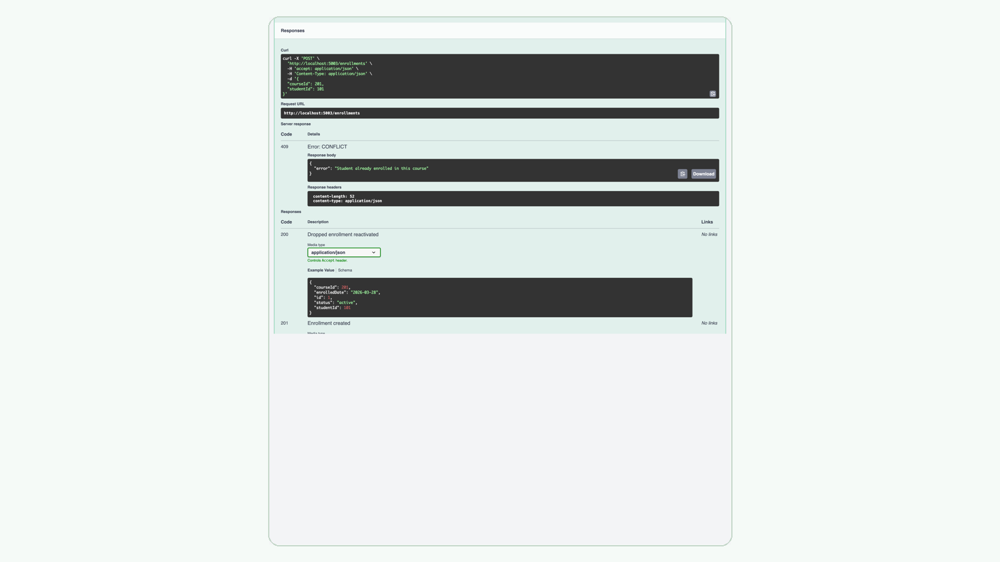 Responses
Curl
curl -X 'POST' \
  'http://localhost:5003/enrollments' \
  -H 'accept: application/json' \
  -H 'Content-Type: application/json' \
  -d '{
  "courseId": 201,
  "studentId": 101
}'
Request URL
http://localhost:5003/enrollments
Server response
Code Details
409 Error: CONFLICT
Response body
{
  "error": "Student already enrolled in this course"
}
Download
Response headers
content-length: 52
content-type: application/json
Responses
Code Description Links
200 Dropped enrollment reactivated No links
Media type
application/json
Controls Accept header.
Example Value Schema
{
  "courseId": 201,
  "enrolledDate": "2026-03-28",
  "id": 1,
  "status": "active",
  "studentId": 101
}
201 Enrollment created No links
Media type